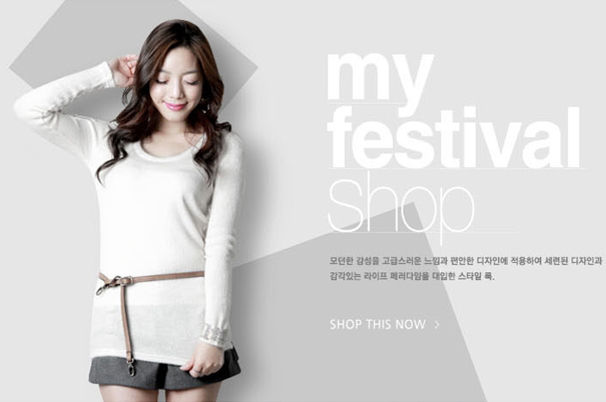 my
festival
Shop
모던한 감성을 고급스러운 느낌과 편안한 디자인에 적용하여 세련된 디자인과
감각있는 라이프 페러다임을 대입한 스타일 룩.
SHOP THIS NOW >